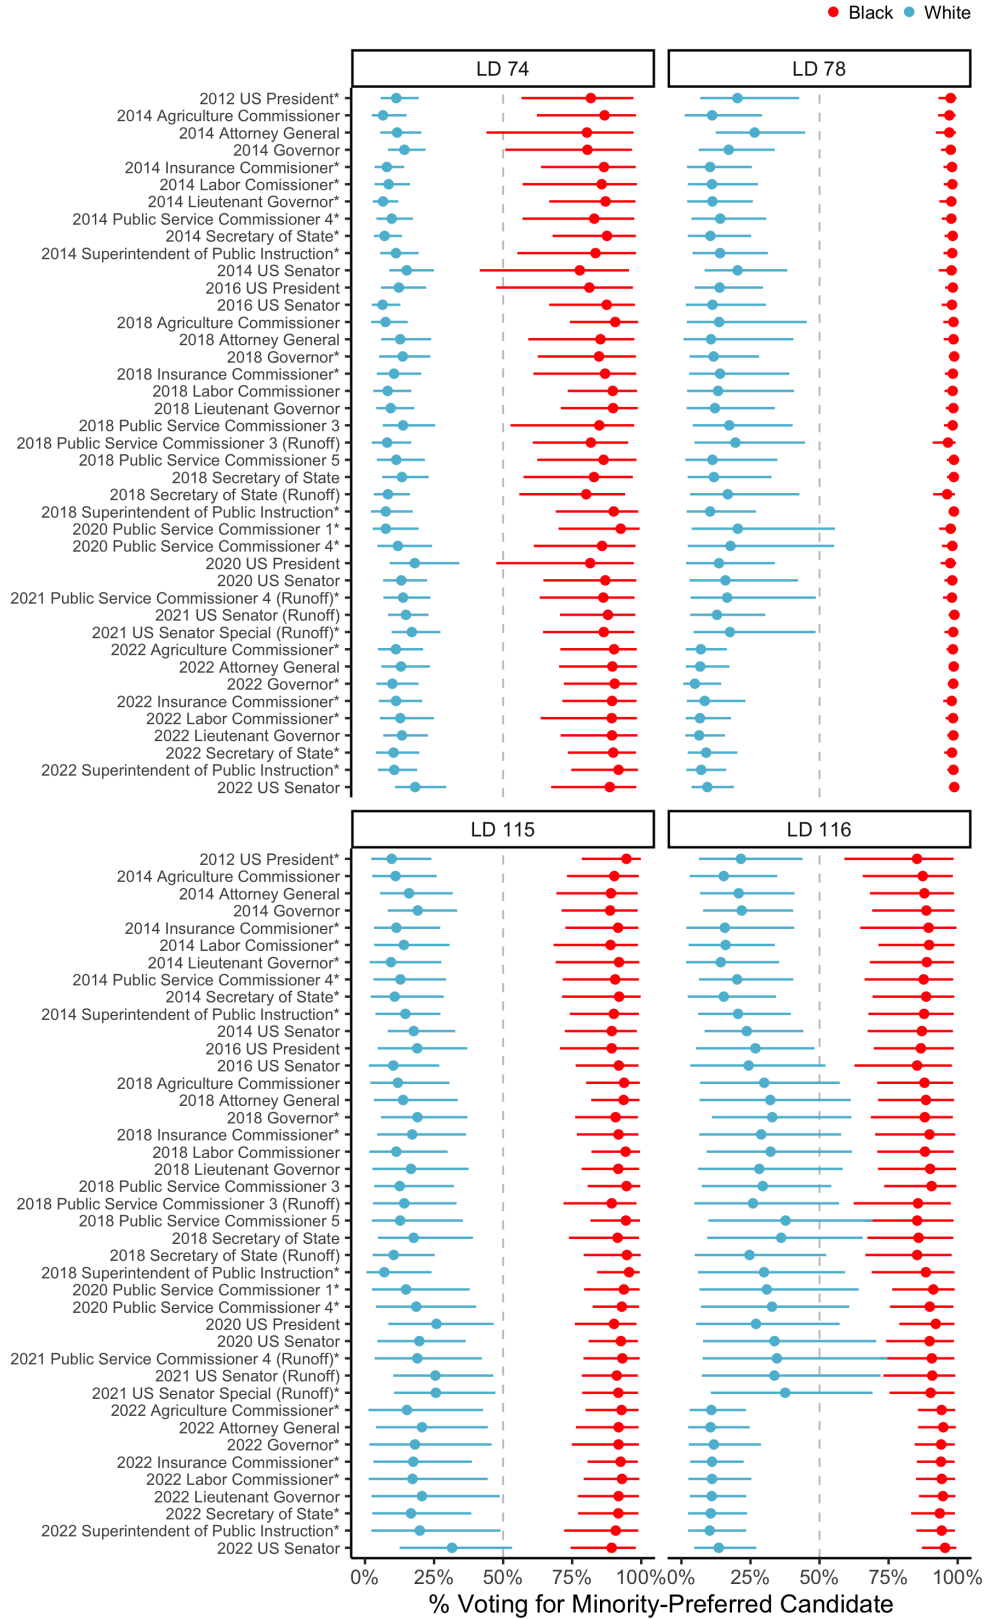 Black White
LD 74 LD 78
2012 US President*
2014 Agriculture Commissioner
2014 Attorney General
2014 Governor
2014 Insurance Commisioner*
2014 Labor Comissioner*
2014 Lieutenant Governor*
2014 Public Service Commissioner 4*
2014 Secretary of State*
2014 Superintendent of Public Instruction*
2014 US Senator
2016 US President
2016 US Senator
2018 Agriculture Commissioner
2018 Attorney General
2018 Governor*
2018 Insurance Commissioner*
2018 Labor Commissioner
2018 Lieutenant Governor
2018 Public Service Commissioner 3
2018 Public Service Commissioner 3 (Runoff)
2018 Public Service Commissioner 5
2018 Secretary of State
2018 Secretary of State (Runoff)
2018 Superintendent of Public Instruction*
2020 Public Service Commissioner 1*
2020 Public Service Commissioner 4*
2020 US President
2020 US Senator
2021 Public Service Commissioner 4 (Runoff)*
2021 US Senator (Runoff)
2021 US Senator Special (Runoff)*
2022 Agriculture Commissioner*
2022 Attorney General
2022 Governor*
2022 Insurance Commissioner*
2022 Labor Commissioner*
2022 Lieutenant Governor
2022 Secretary of State*
2022 Superintendent of Public Instruction*
2022 US Senator
LD 115 LD 116
2012 US President*
2014 Agriculture Commissioner
2014 Attorney General
2014 Governor
2014 Insurance Commisioner*
2014 Labor Comissioner*
2014 Lieutenant Governor*
2014 Public Service Commissioner 4*
2014 Secretary of State*
2014 Superintendent of Public Instruction*
2014 US Senator
2016 US President
2016 US Senator
2018 Agriculture Commissioner
2018 Attorney General
2018 Governor*
2018 Insurance Commissioner*
2018 Labor Commissioner
2018 Lieutenant Governor
2018 Public Service Commissioner 3
2018 Public Service Commissioner 3 (Runoff)
2018 Public Service Commissioner 5
2018 Secretary of State
2018 Secretary of State (Runoff)
2018 Superintendent of Public Instruction*
2020 Public Service Commissioner 1*
2020 Public Service Commissioner 4*
2020 US President
2020 US Senator
2021 Public Service Commissioner 4 (Runoff)*
2021 US Senator (Runoff)
2021 US Senator Special (Runoff)*
2022 Agriculture Commissioner*
2022 Attorney General
2022 Governor*
2022 Insurance Commissioner*
2022 Labor Commissioner*
2022 Lieutenant Governor
2022 Secretary of State*
2022 Superintendent of Public Instruction*
2022 US Senator
0% 25% 50% 75% 100% 0% 25% 50% 75% 100%
% Voting for Minority-Preferred Candidate